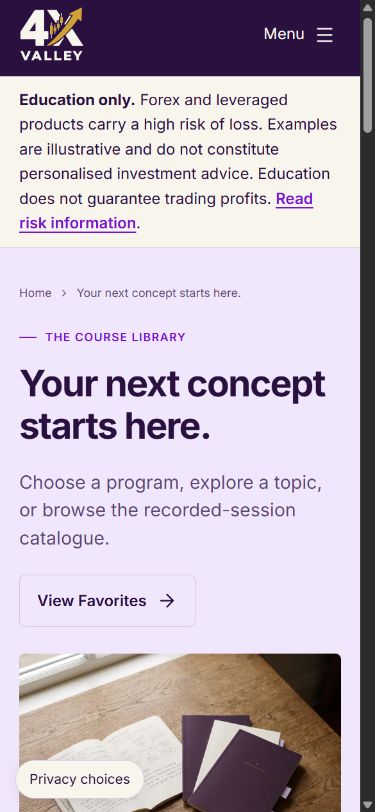 4X
VALLEY
Menu
Education only. Forex and leveraged
products carry a high risk of loss. Examples
are illustrative and do not constitute
personalised investment advice. Education
does not guarantee trading profits. Read
risk information.
Home > Your next concept starts here.
THE COURSE LIBRARY
Your next concept
starts here.
Choose a program, explore a topic,
or browse the recorded-session
catalogue.
View Favorites →
Privacy choices